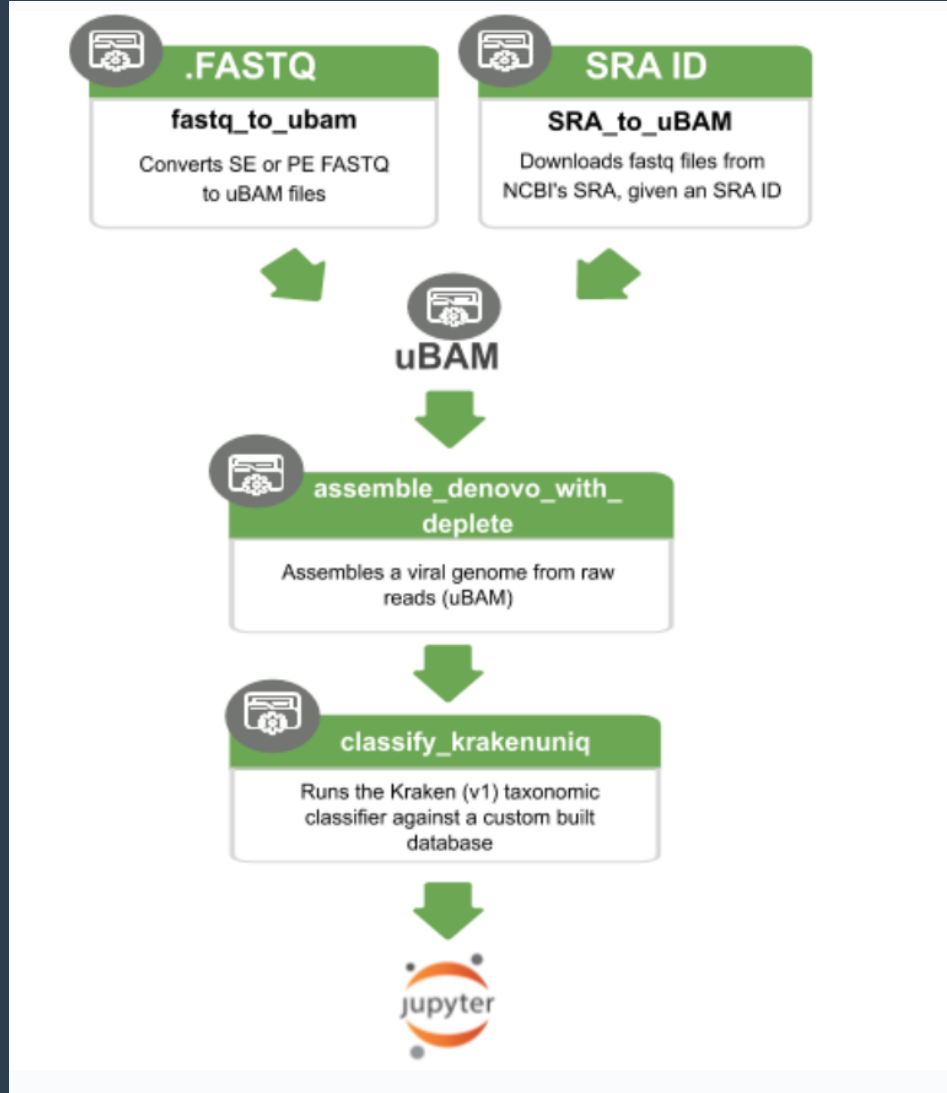 .FASTQ
fastq_to_ubam
Converts SE or PE FASTQ
to uBAM files
SRA ID
SRA_to_uBAM
Downloads fastq files from
NCBI's SRA, given an SRA ID
uBAM
assemble_denovo_with_
deplete
Assembles a viral genome from raw
reads (uBAM)
classify_krakenuniq
Runs the Kraken (v1) taxonomic
classifier against a custom built
database
jupyter